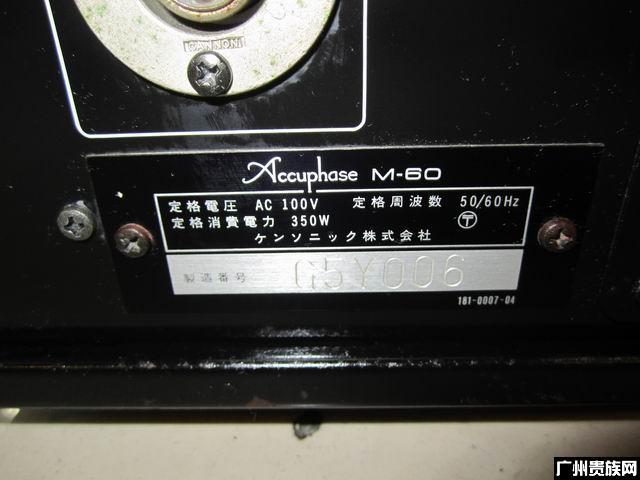 CANNON
Accuphase M-60
定格電圧 AC 100V 定格周波数 50/60Hz
定格消費電力 350W 〒
ケンソニック株式会社
製造番号 G5Y006
181-0007-04
广州贵族网